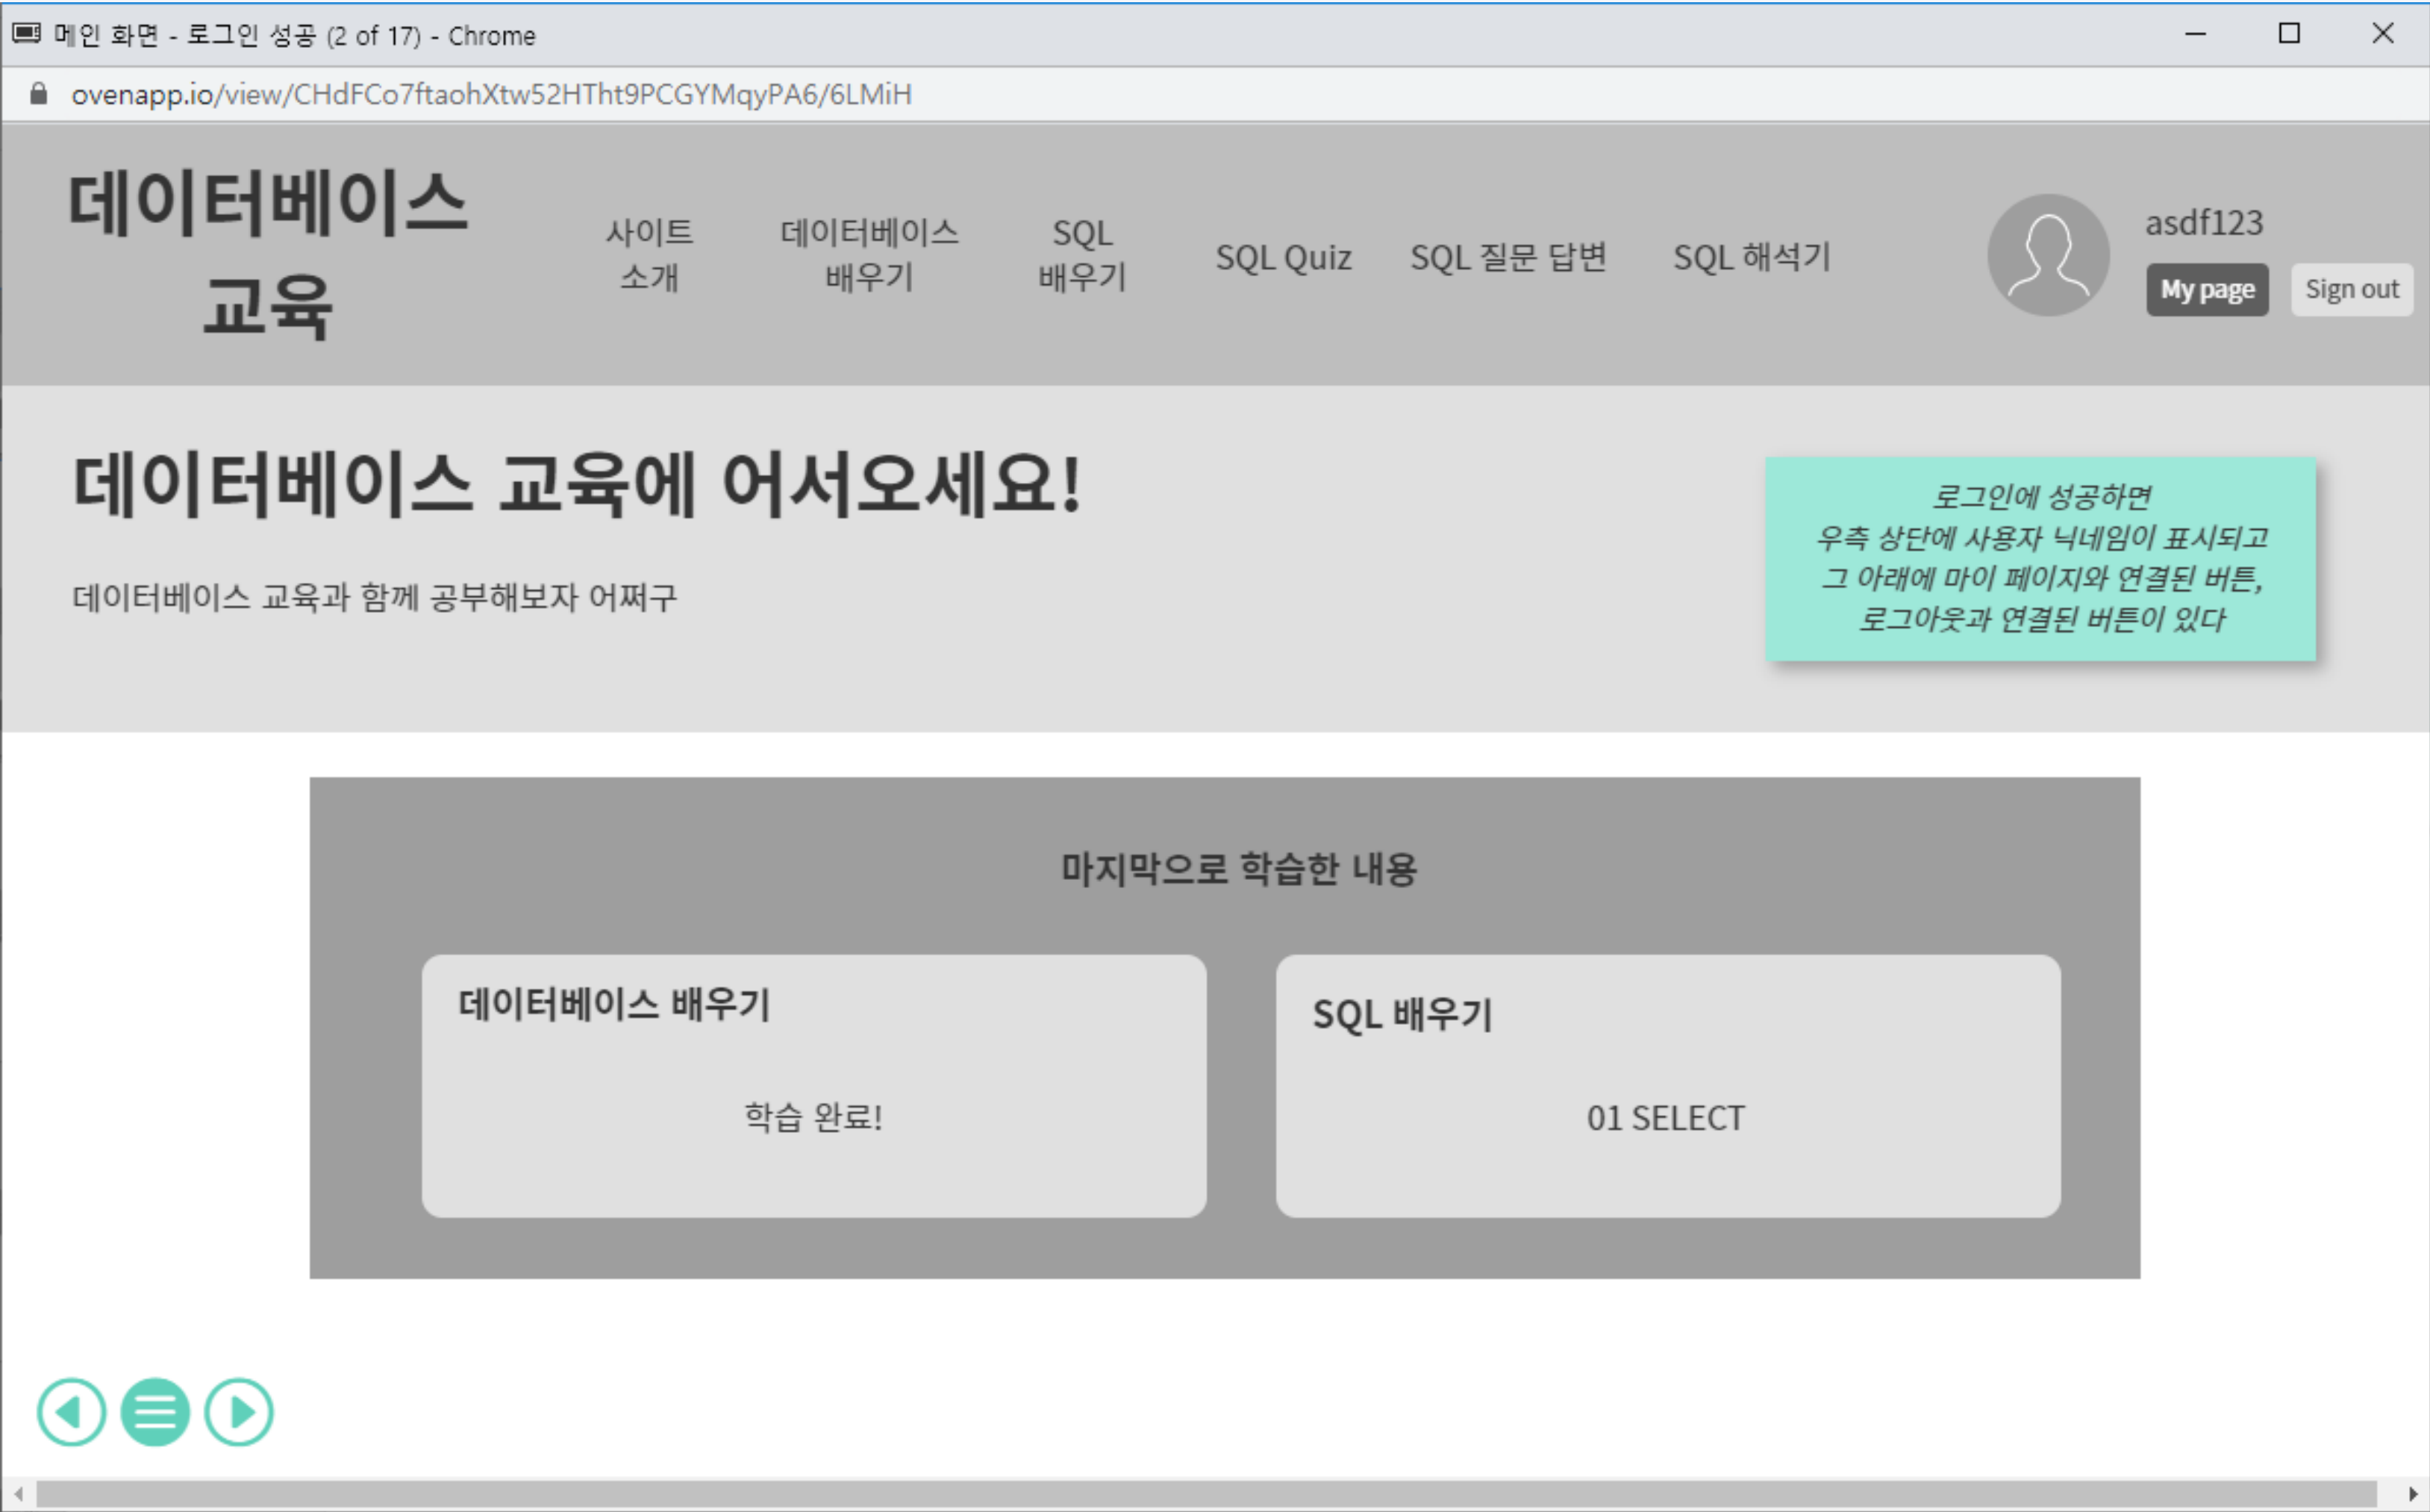 메인 화면 - 로그인 성공 (2 of 17) - Chrome
ovenapp.io/view/CHdFCo7ftaohXtw52HTht9PCGYMqyPA6/6LMiH
데이터베이스
교육
사이트
소개
데이터베이스
배우기
SQL
배우기
SQL Quiz
SQL 질문 답변
SQL 해석기
asdf123
My page
Sign out
데이터베이스 교육에 어서오세요!
데이터베이스 교육과 함께 공부해보자 어쩌구
로그인에 성공하면
우측 상단에 사용자 닉네임이 표시되고
그 아래에 마이 페이지와 연결된 버튼,
로그아웃과 연결된 버튼이 있다
마지막으로 학습한 내용
데이터베이스 배우기
학습 완료!
SQL 배우기
01 SELECT